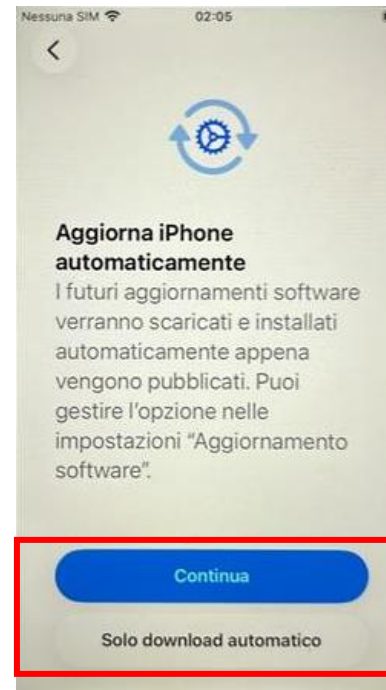 Nessuna SIM 02:05
Aggiorna iPhone
automaticamente
I futuri aggiornamenti software
verranno scaricati e installati
automaticamente appena
vengono pubblicati. Puoi
gestire l'opzione nelle
impostazioni “Aggiornamento
software”.
Continua
Solo download automatico